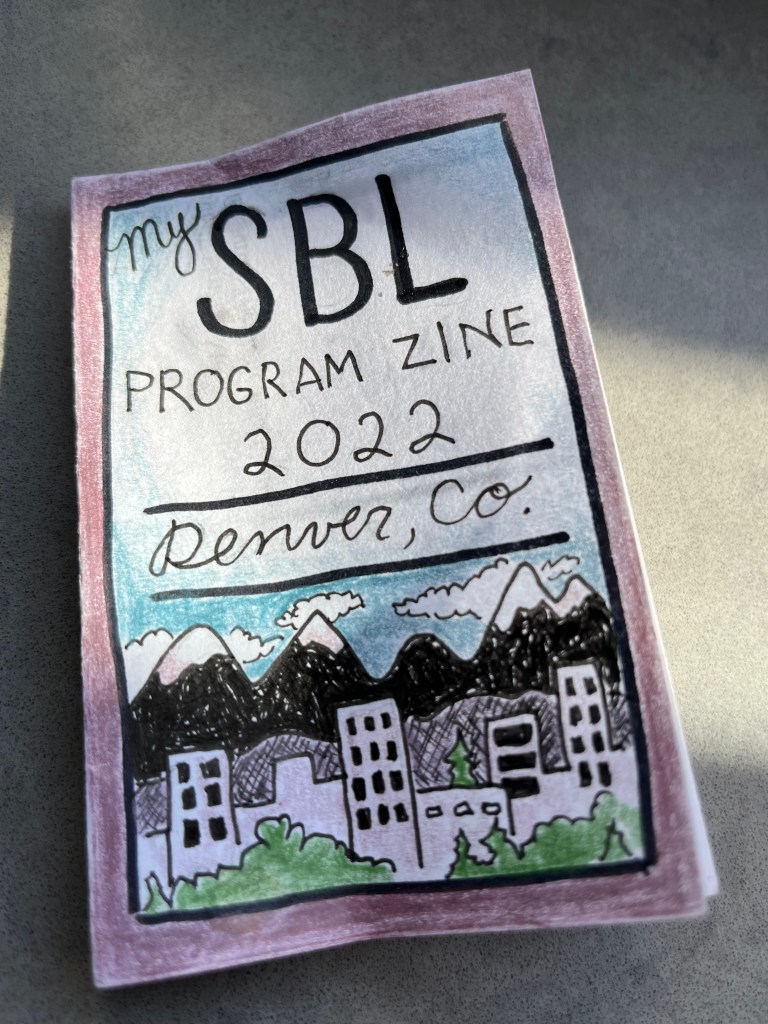 my SBL
PROGRAM ZINE
2022
Denver, Co.